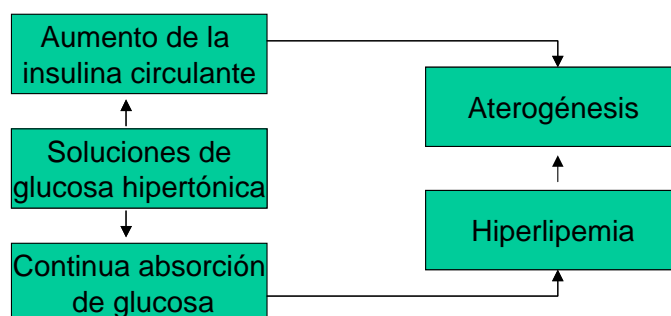 Aumento de la
insulina circulante
Soluciones de
glucosa hipertónica
Continua absorción
de glucosa
Aterogénesis
Hiperlipemia